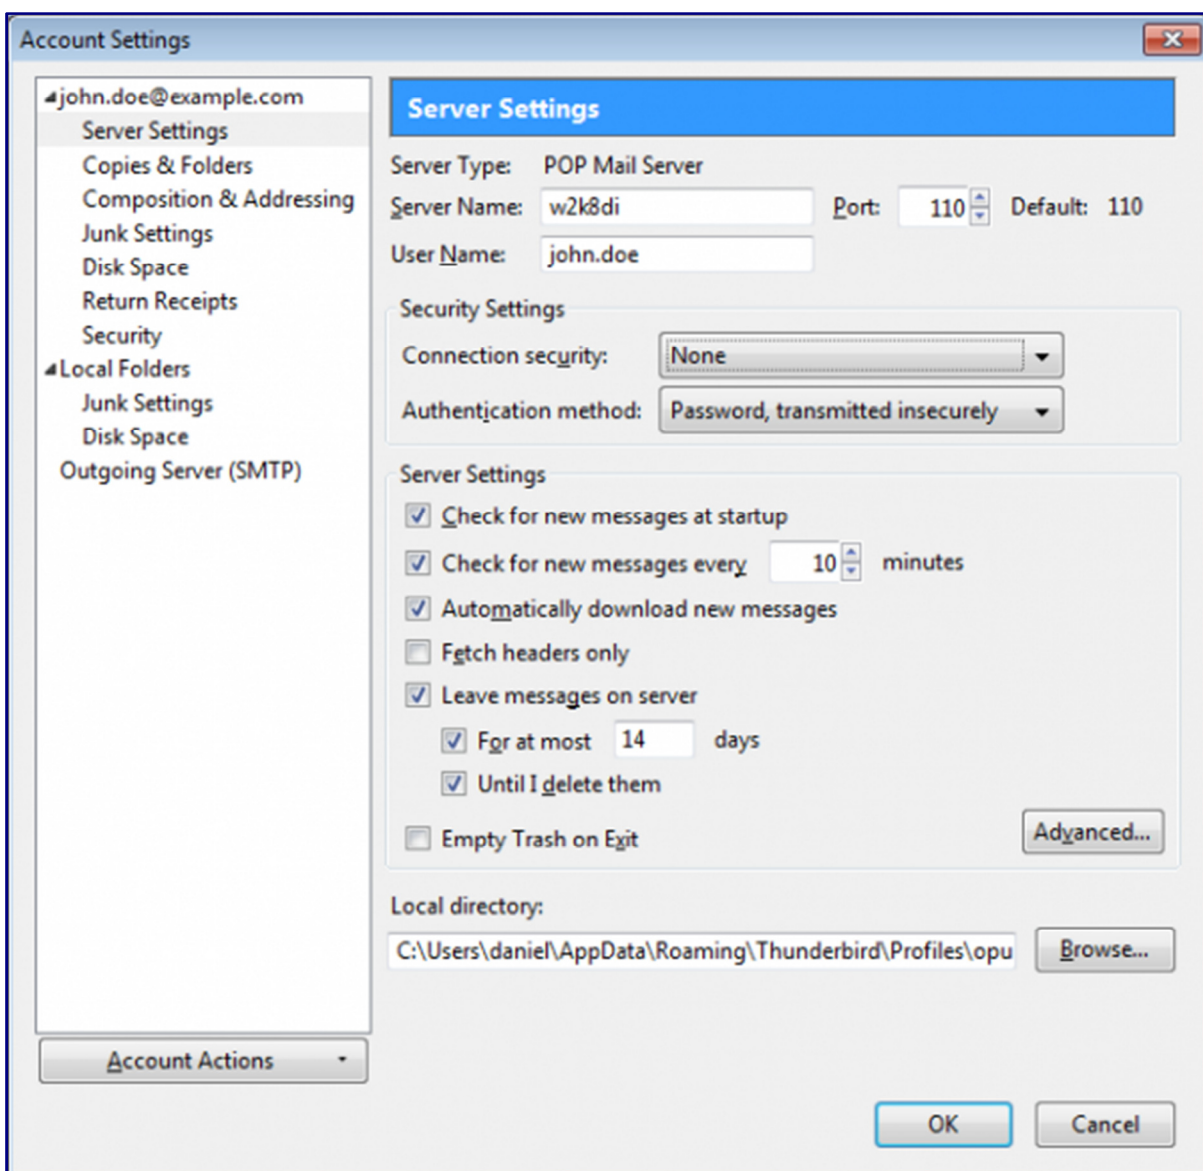 Account Settings
john.doe@example.com
Server Settings
Copies & Folders
Composition & Addressing
Junk Settings
Disk Space
Return Receipts
Security
Local Folders
Junk Settings
Disk Space
Outgoing Server (SMTP)
Account Actions
Server Settings
Server Type: POP Mail Server
Server Name: w2k8di Port: 110 Default: 110
User Name: john.doe
Security Settings
Connection security: None
Authentication method: Password, transmitted insecurely
Server Settings
Check for new messages at startup
Check for new messages every 10 minutes
Automatically download new messages
Fetch headers only
Leave messages on server
For at most 14 days
Until I delete them
Empty Trash on Exit
Advanced...
Local directory:
C:\Users\daniel\AppData\Roaming\Thunderbird\Profiles\opu Browse...
OK Cancel